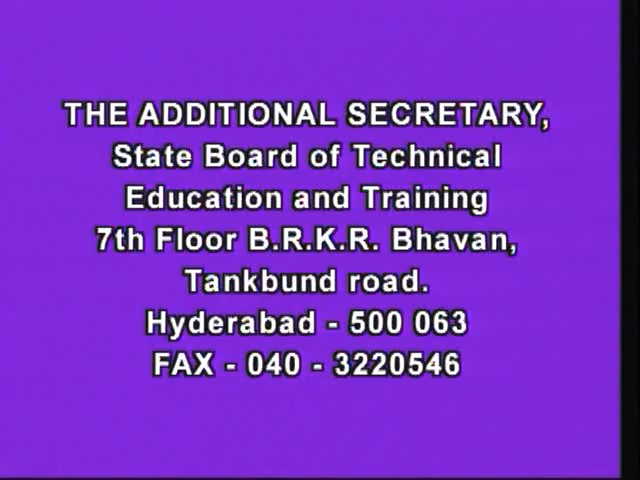 THE ADDITIONAL SECRETARY,
State Board of Technical
Education and Training
7th Floor B.R.K.R. Bhavan,
Tankbund road.
Hyderabad - 500 063
FAX - 040 - 3220546